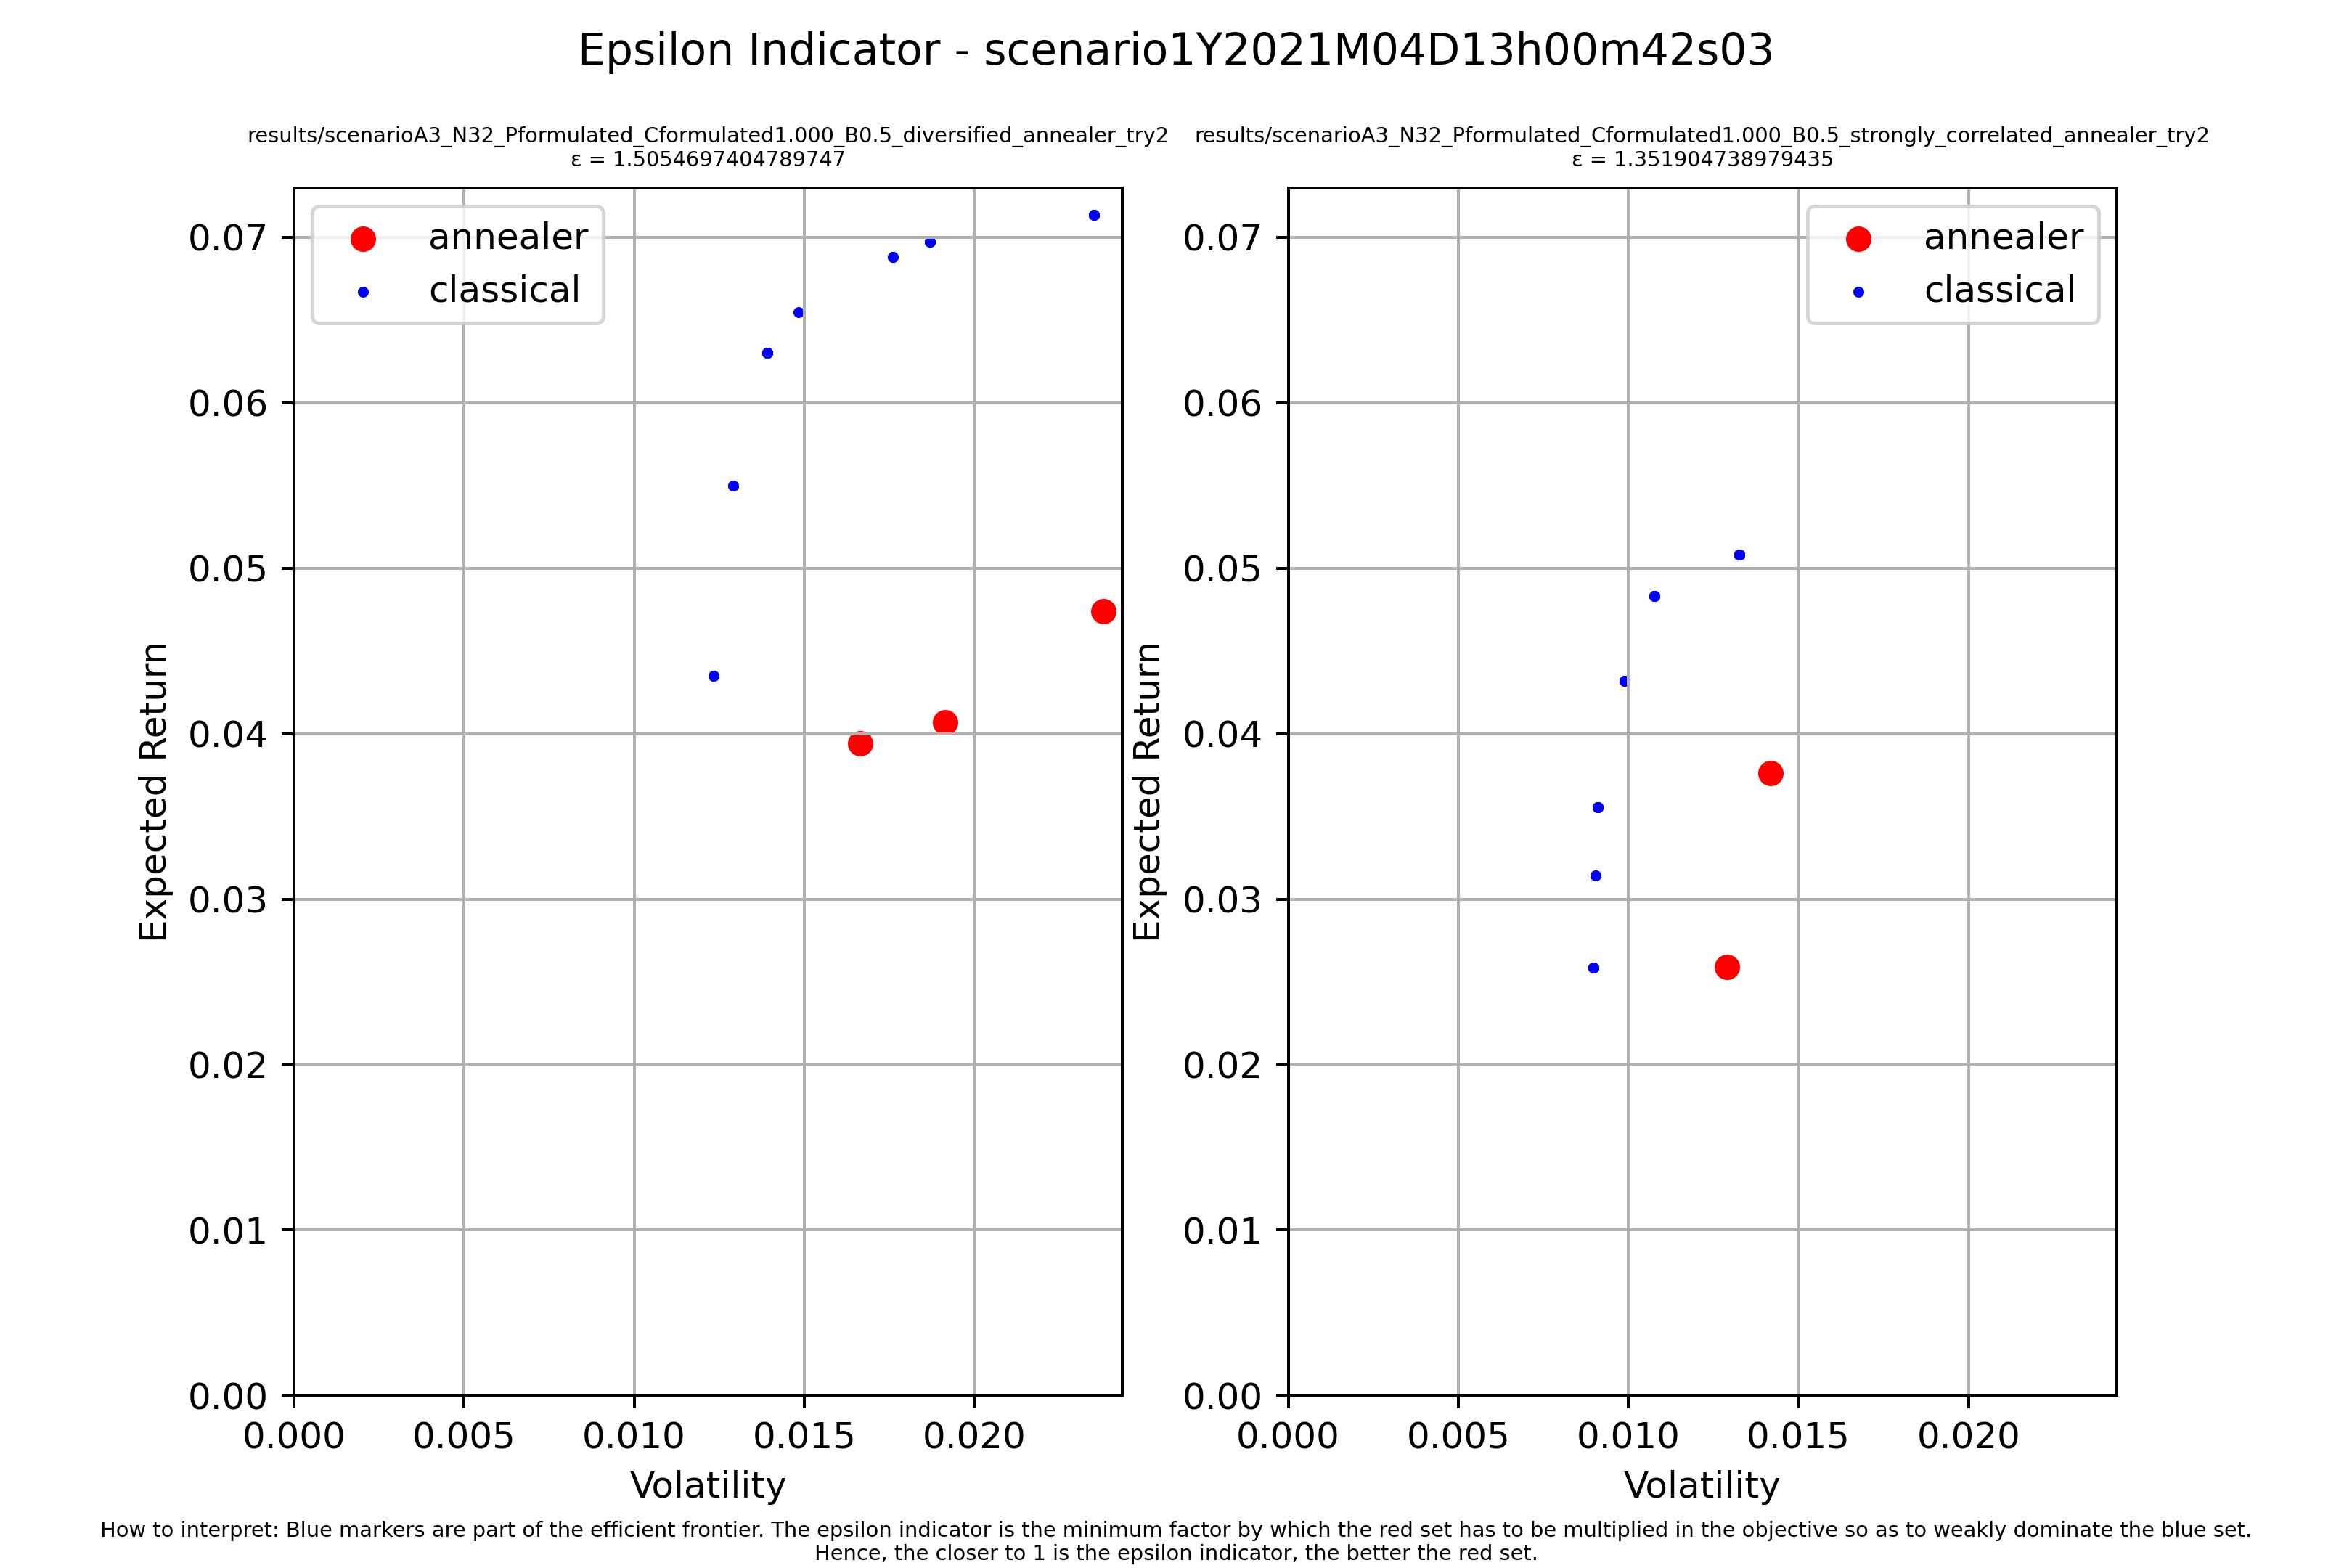 Epsilon Indicator - scenario1Y2021M04D13h00m42s03
results/scenarioA3_N32_Pformulated_Cformulated1.000_B0.5_diversified_annealer_try2
ε = 1.5054697404789747
annealer
classical
0.07
0.06
0.05
0.04
0.03
0.02
0.01
0.00
Expected Return
0.000 0.005 0.010 0.015 0.020
Volatility
results/scenarioA3_N32_Pformulated_Cformulated1.000_B0.5_strongly_correlated_annealer_try2
ε = 1.351904738979435
annealer
classical
0.07
0.06
0.05
0.04
0.03
0.02
0.01
0.00
Expected Return
0.000 0.005 0.010 0.015 0.020
Volatility
How to interpret: Blue markers are part of the efficient frontier. The epsilon indicator is the minimum factor by which the red set has to be multiplied in the objective so as to weakly dominate the blue set.
Hence, the closer to 1 is the epsilon indicator, the better the red set.